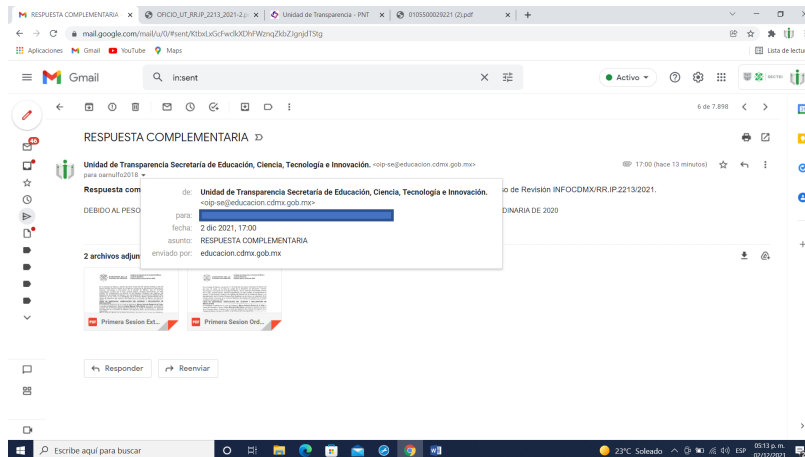 RESPUESTA COMPLEMENTARIA
OFICIO_UT_RRJP_2213_2021-2.p
Unidad de Transparencia - PNT
0105500029221 (2).pdf
mail.google.com/mail/u/0/#sent/KtbxLxGcFwclkXDhFWznqZkbZJgnjdTStg
Aplicaciones
Gmail
YouTube
Maps
Lista de lectur
Gmail
in:sent
Activo
6 de 7.898
46
RESPUESTA COMPLEMENTARIA
Unidad de Transparencia Secretaría de Educación, Ciencia, Tecnología e Innovación. <oip-se@educacion.cdmx.gob.mx>
17:00 (hace 13 minutos)
para oarnulfo2018
Respuesta com
so de Revisión INFOCDMX/RR.IP.2213/2021.
DEBIDO AL PESO
DINARIA DE 2020
de: Unidad de Transparencia Secretaría de Educación, Ciencia, Tecnología e Innovación.
<oip-se@educacion.cdmx.gob.mx>
para:
fecha: 2 dic 2021, 17:00
asunto: RESPUESTA COMPLEMENTARIA
enviado por: educacion.cdmx.gob.mx
2 archivos adjun
PDF Primera Sesion Ext...
PDF Primera Sesion Ord...
Responder
Reenviar
Escribe aquí para buscar
23°C Soleado
ESP
05:13 p. m.
02/12/2021